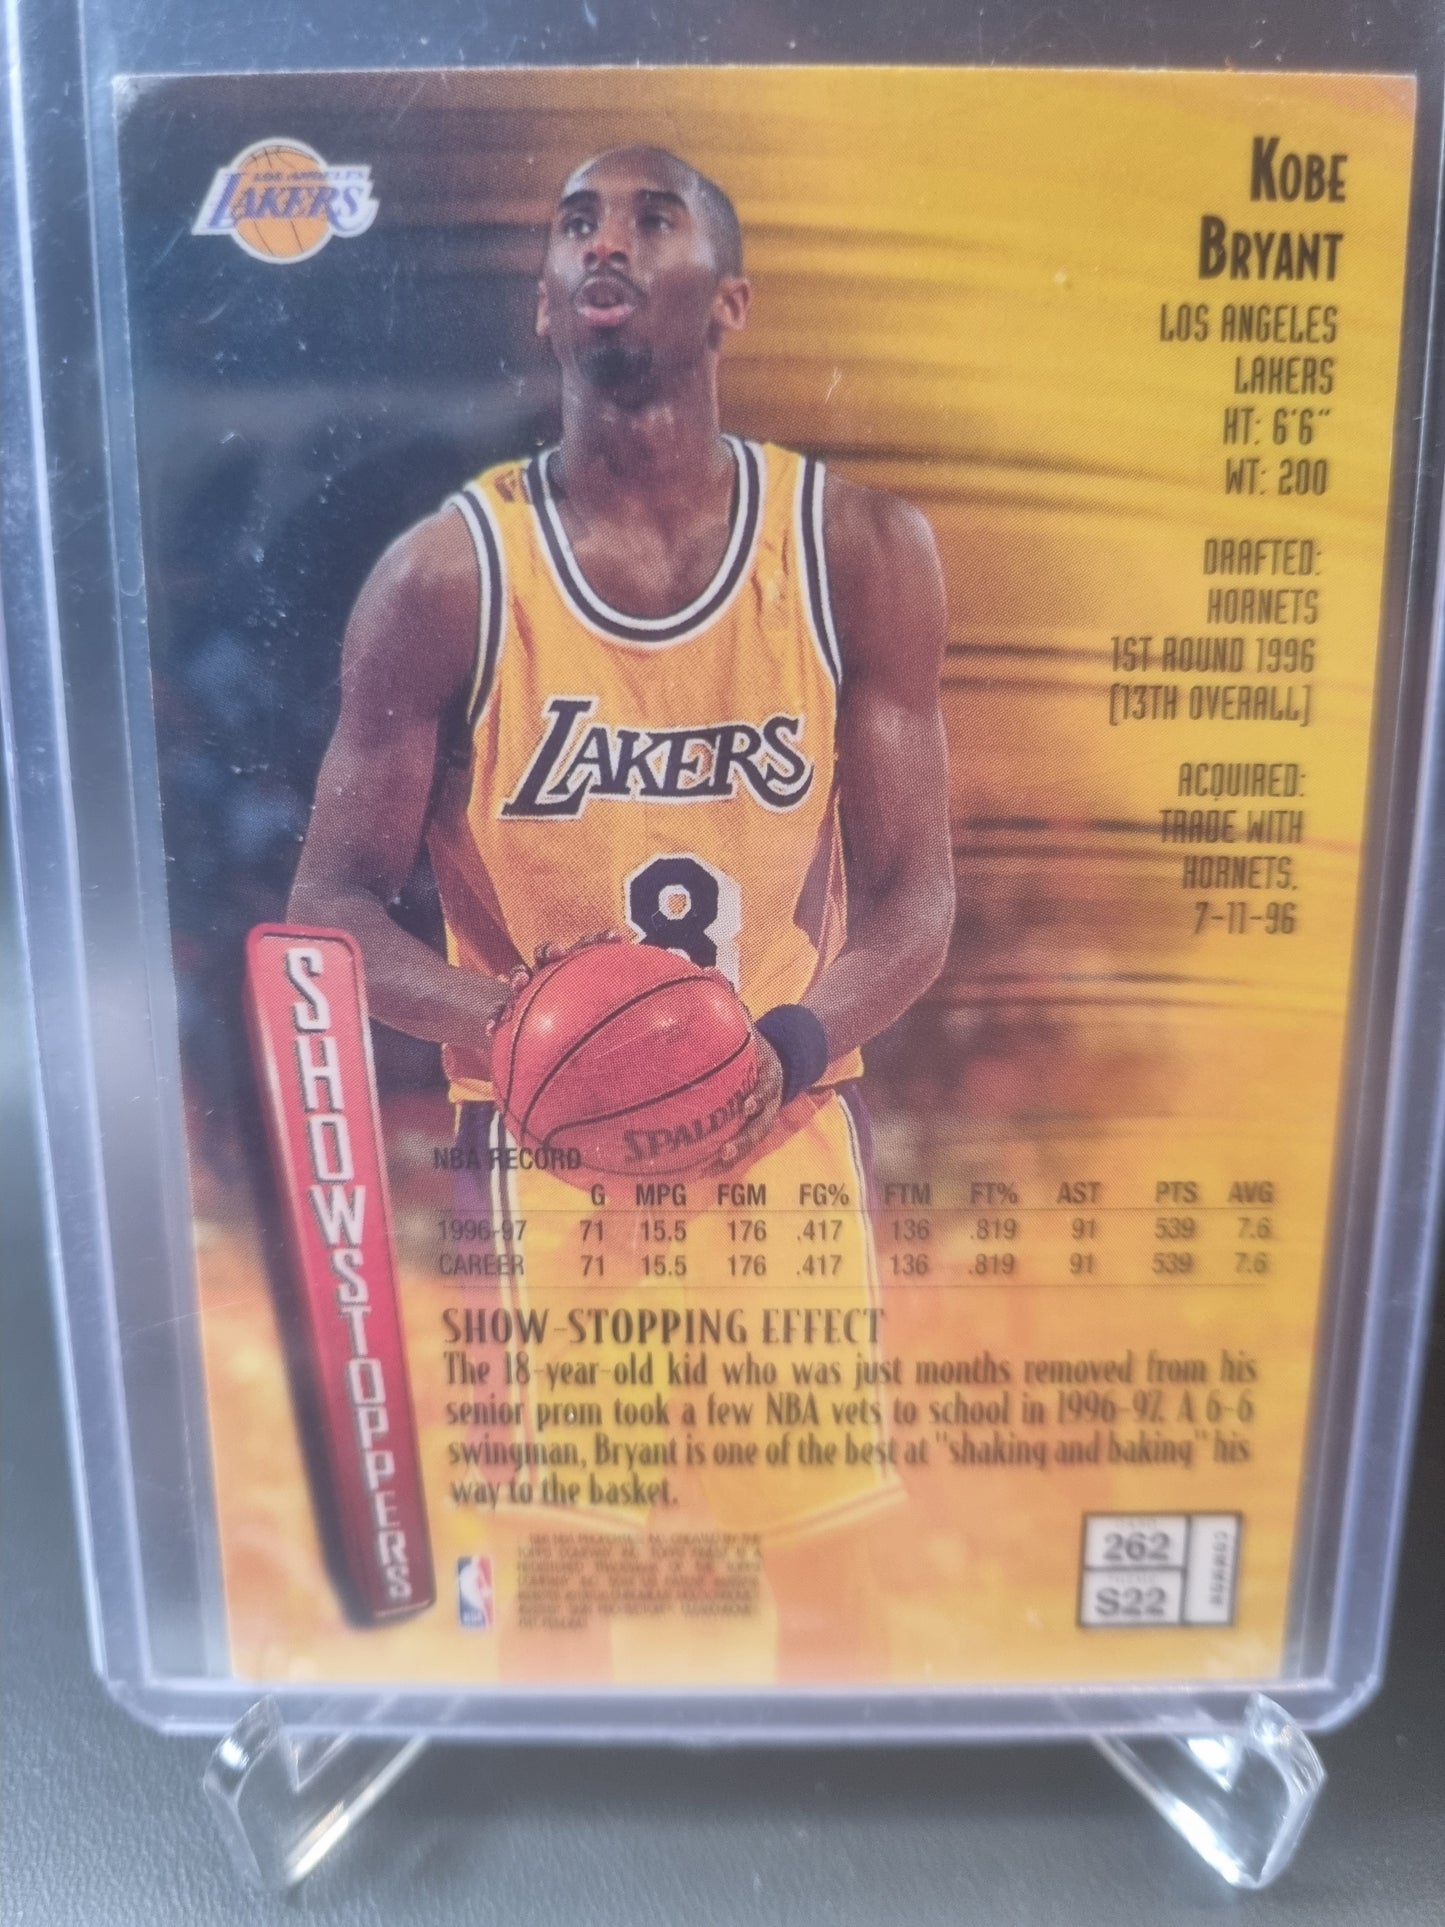 LOS ANGELES
LAKERS
KOBE
BRYANT
LOS ANGELES
LAKERS
HT: 6'6"
WT: 200
DRAFTED:
HORNETS
1ST ROUND 1996
(13TH OVERALL)
ACQUIRED:
TRADE WITH
HORNETS,
7-11-96
LAKERS
8
SPALDING
SHOWSTOPPERS
NBA RECORD
G MPG FGM FG% FTM FT% AST PTS AVG
1996-97 71 15.5 176 .417 136 .819 91 539 7.6
CAREER 71 15.5 176 .417 136 .819 91 539 7.6
SHOW-STOPPING EFFECT
The 18-year-old kid who was just months removed from his
senior prom took a few NBA vets to school in 1996-97. A 6-6
swingman, Bryant is one of the best at "shaking and baking" his
way to the basket.
262
S22
COMMON